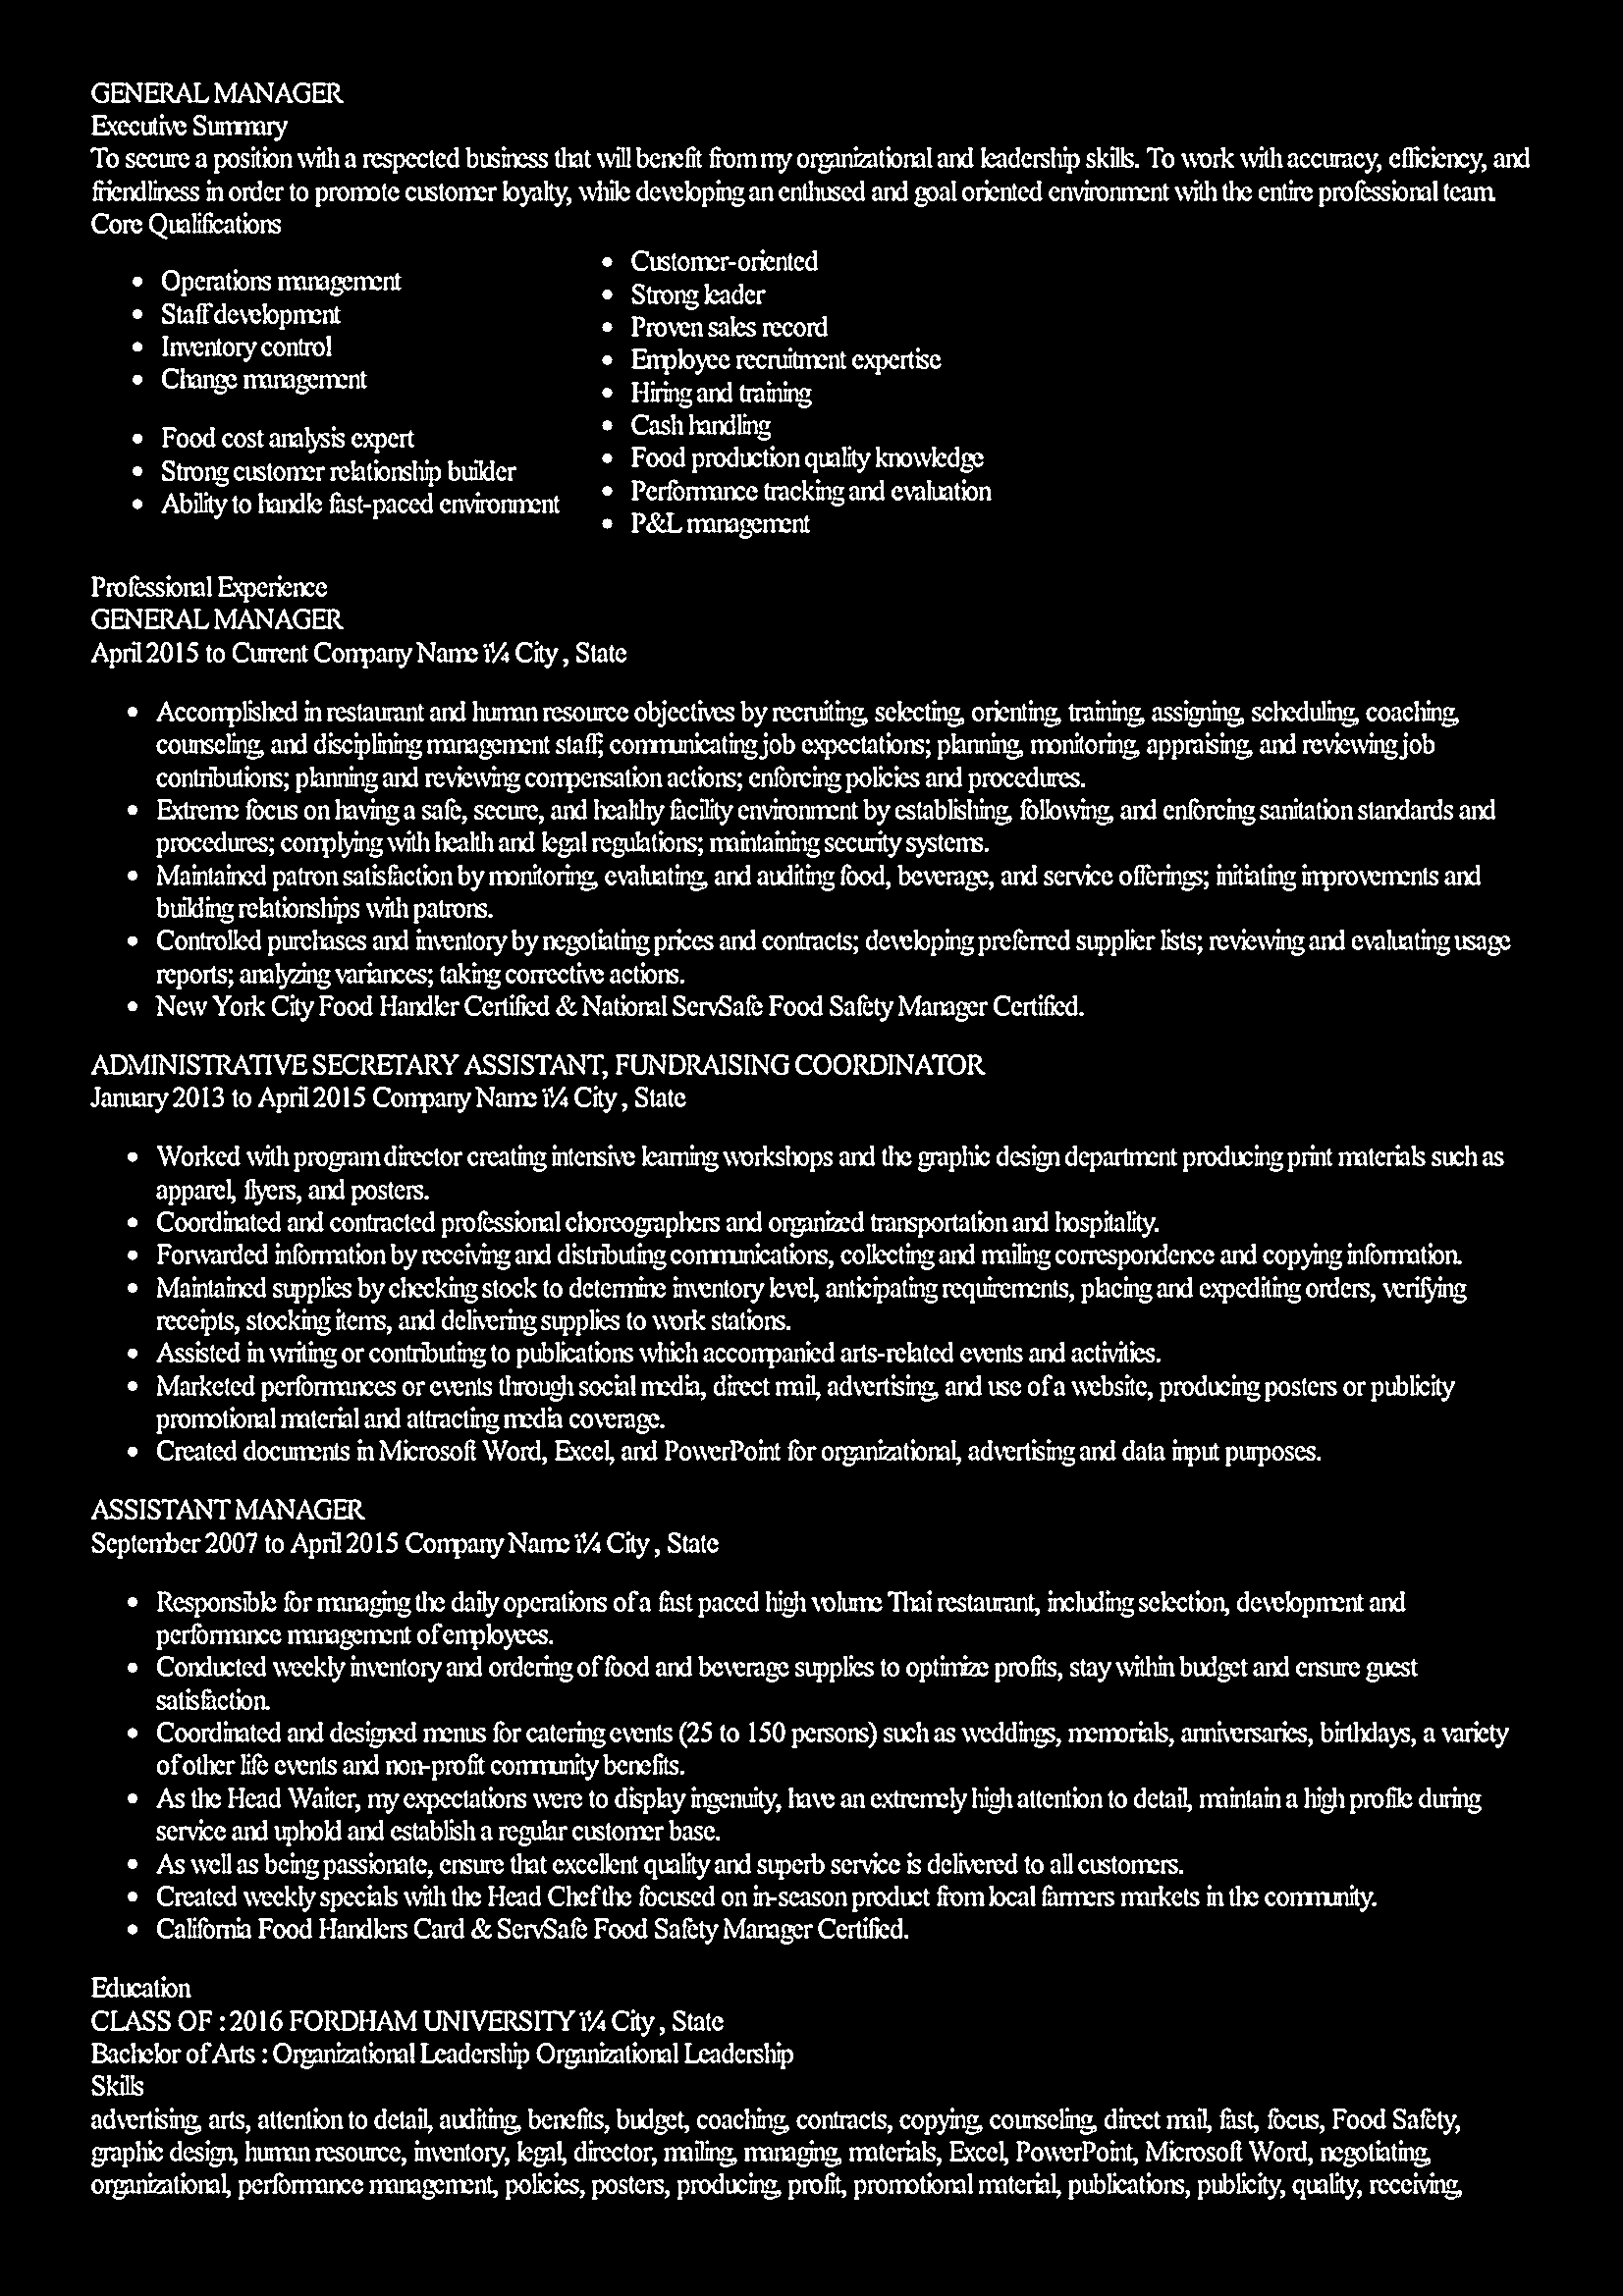 GENERAL MANAGER
Executive Summary
To secure a position with a respected business that will benefit from my organizational and leadership skills. To work with accuracy, efficiency, and
friendliness in order to promote customer loyalty, while developing an enthused and goal oriented environment with the entire professional team.
Core Qualifications
• Operations management
• Staff development
• Inventory control
• Change management
• Food cost analysis expert
• Strong customer relationship builder
• Ability to handle fast-paced environment
• Customer-oriented
• Strong leader
• Proven sales record
• Employee recruitment expertise
• Hiring and training
• Cash handling
• Food production quality knowledge
• Performance tracking and evaluation
• P&L management
Professional Experience
GENERAL MANAGER
April 2015 to Current Company Name ï¼ City , State
• Accomplished in restaurant and human resource objectives by recruiting, selecting, orienting, training, assigning, scheduling, coaching,
counseling, and disciplining management staff; communicating job expectations; planning, monitoring, appraising, and reviewing job
contributions; planning and reviewing compensation actions; enforcing policies and procedures.
• Extreme focus on having a safe, secure, and healthy facility environment by establishing, following, and enforcing sanitation standards and
procedures; complying with health and legal regulations; maintaining security systems.
• Maintained patron satisfaction by monitoring, evaluating, and auditing food, beverage, and service offerings; initiating improvements and
building relationships with patrons.
• Controlled purchases and inventory by negotiating prices and contracts; developing preferred supplier lists; reviewing and evaluating usage
reports; analyzing variances; taking corrective actions.
• New York City Food Handler Certified & National ServSafe Food Safety Manager Certified.
ADMINISTRATIVE SECRETARY ASSISTANT, FUNDRAISING COORDINATOR
January 2013 to April 2015 Company Name ï¼ City , State
• Worked with program director creating intensive learning workshops and the graphic design department producing print materials such as
apparel, flyers, and posters.
• Coordinated and contracted professional choreographers and organized transportation and hospitality.
• Forwarded information by receiving and distributing communications, collecting and mailing correspondence and copying information.
• Maintained supplies by checking stock to determine inventory level, anticipating requirements, placing and expediting orders, verifying
receipts, stocking items, and delivering supplies to work stations.
• Assisted in writing or contributing to publications which accompanied arts-related events and activities.
• Marketed performances or events through social media, direct mail, advertising, and use of a website, producing posters or publicity
promotional material and attracting media coverage.
• Created documents in Microsoft Word, Excel, and PowerPoint for organizational, advertising and data input purposes.
ASSISTANT MANAGER
September 2007 to April 2015 Company Name ï¼ City , State
• Responsible for managing the daily operations of a fast paced high volume Thai restaurant, including selection, development and
performance management of employees.
• Conducted weekly inventory and ordering of food and beverage supplies to optimize profits, stay within budget and ensure guest
satisfaction.
• Coordinated and designed menus for catering events (25 to 150 persons) such as weddings, memorials, anniversaries, birthdays, a variety
of other life events and non-profit community benefits.
• As the Head Waiter, my expectations were to display ingenuity, have an extremely high attention to detail, maintain a high profile during
service and uphold and establish a regular customer base.
• As well as being passionate, ensure that excellent quality and superb service is delivered to all customers.
• Created weekly specials with the Head Chef the focused on in-season product from local farmers markets in the community.
• California Food Handlers Card & ServSafe Food Safety Manager Certified.
Education
CLASS OF : 2016 FORDHAM UNIVERSITY ï¼ City , State
Bachelor of Arts : Organizational Leadership Organizational Leadership
Skills
advertising, arts, attention to detail, auditing, benefits, budget, coaching, contracts, copying, counseling, direct mail, fast, focus, Food Safety,
graphic design, human resource, inventory, legal, director, mailing, managing, materials, Excel, PowerPoint, Microsoft Word, negotiating,
organizational, performance management, policies, posters, producing, profit, promotional material, publications, publicity, quality, receiving,